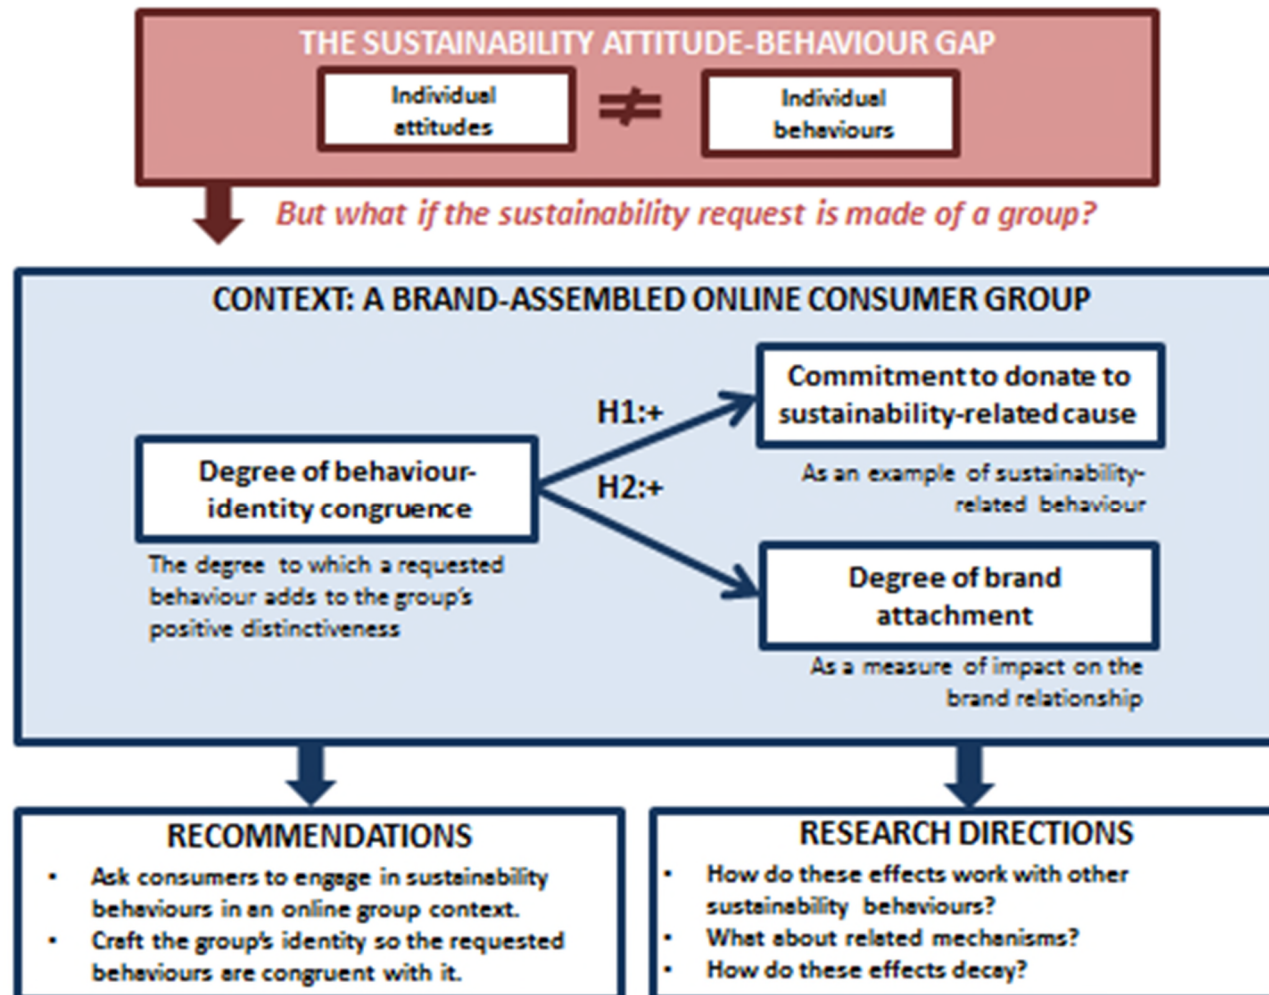 THE SUSTAINABILITY ATTITUDE-BEHAVIOUR GAP
Individual
attitudes
≠
Individual
behaviours
But what if the sustainability request is made of a group?
CONTEXT: A BRAND-ASSEMBLED ONLINE CONSUMER GROUP
Degree of behaviour-
identity congruence
The degree to which a requested
behaviour adds to the group's
positive distinctiveness
H1:+
H2:+
Commitment to donate to
sustainability-related cause
As an example of sustainability-
related behaviour
Degree of brand
attachment
As a measure of impact on the
brand relationship
RECOMMENDATIONS
• Ask consumers to engage in sustainability
behaviours in an online group context.
• Craft the group's identity so the requested
behaviours are congruent with it.
RESEARCH DIRECTIONS
• How do these effects work with other
sustainability behaviours?
• What about related mechanisms?
• How do these effects decay?